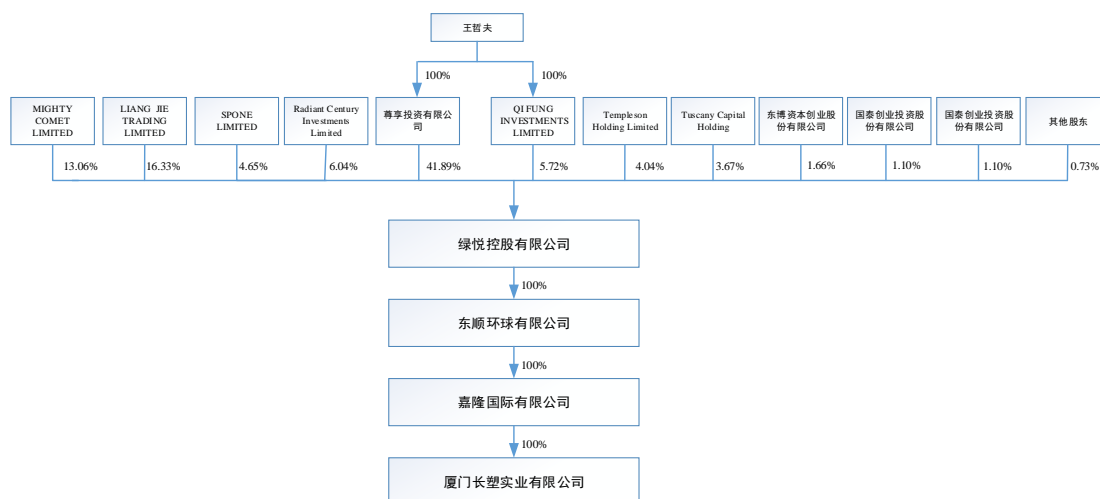 王哲夫
100%
100%
MIGHTY
COMET
LIMITED
LIANG JIE
TRADING
LIMITED
SPONE
LIMITED
Radiant Century
Investments
Limited
尊享投资有限公
司
QI FUNG
INVESTMENTS
LIMITED
Templeson
Holding Limited
Tuscany Capital
Holding
东博资本创业股
份有限公司
国泰创业投资股
份有限公司
国泰创业投资股
份有限公司
其他股东
13.06%
16.33%
4.65%
6.04%
41.89%
5.72%
4.04%
3.67%
1.66%
1.10%
1.10%
0.73%
绿悦控股有限公司
100%
东顺环球有限公司
100%
嘉隆国际有限公司
100%
厦门长塑实业有限公司